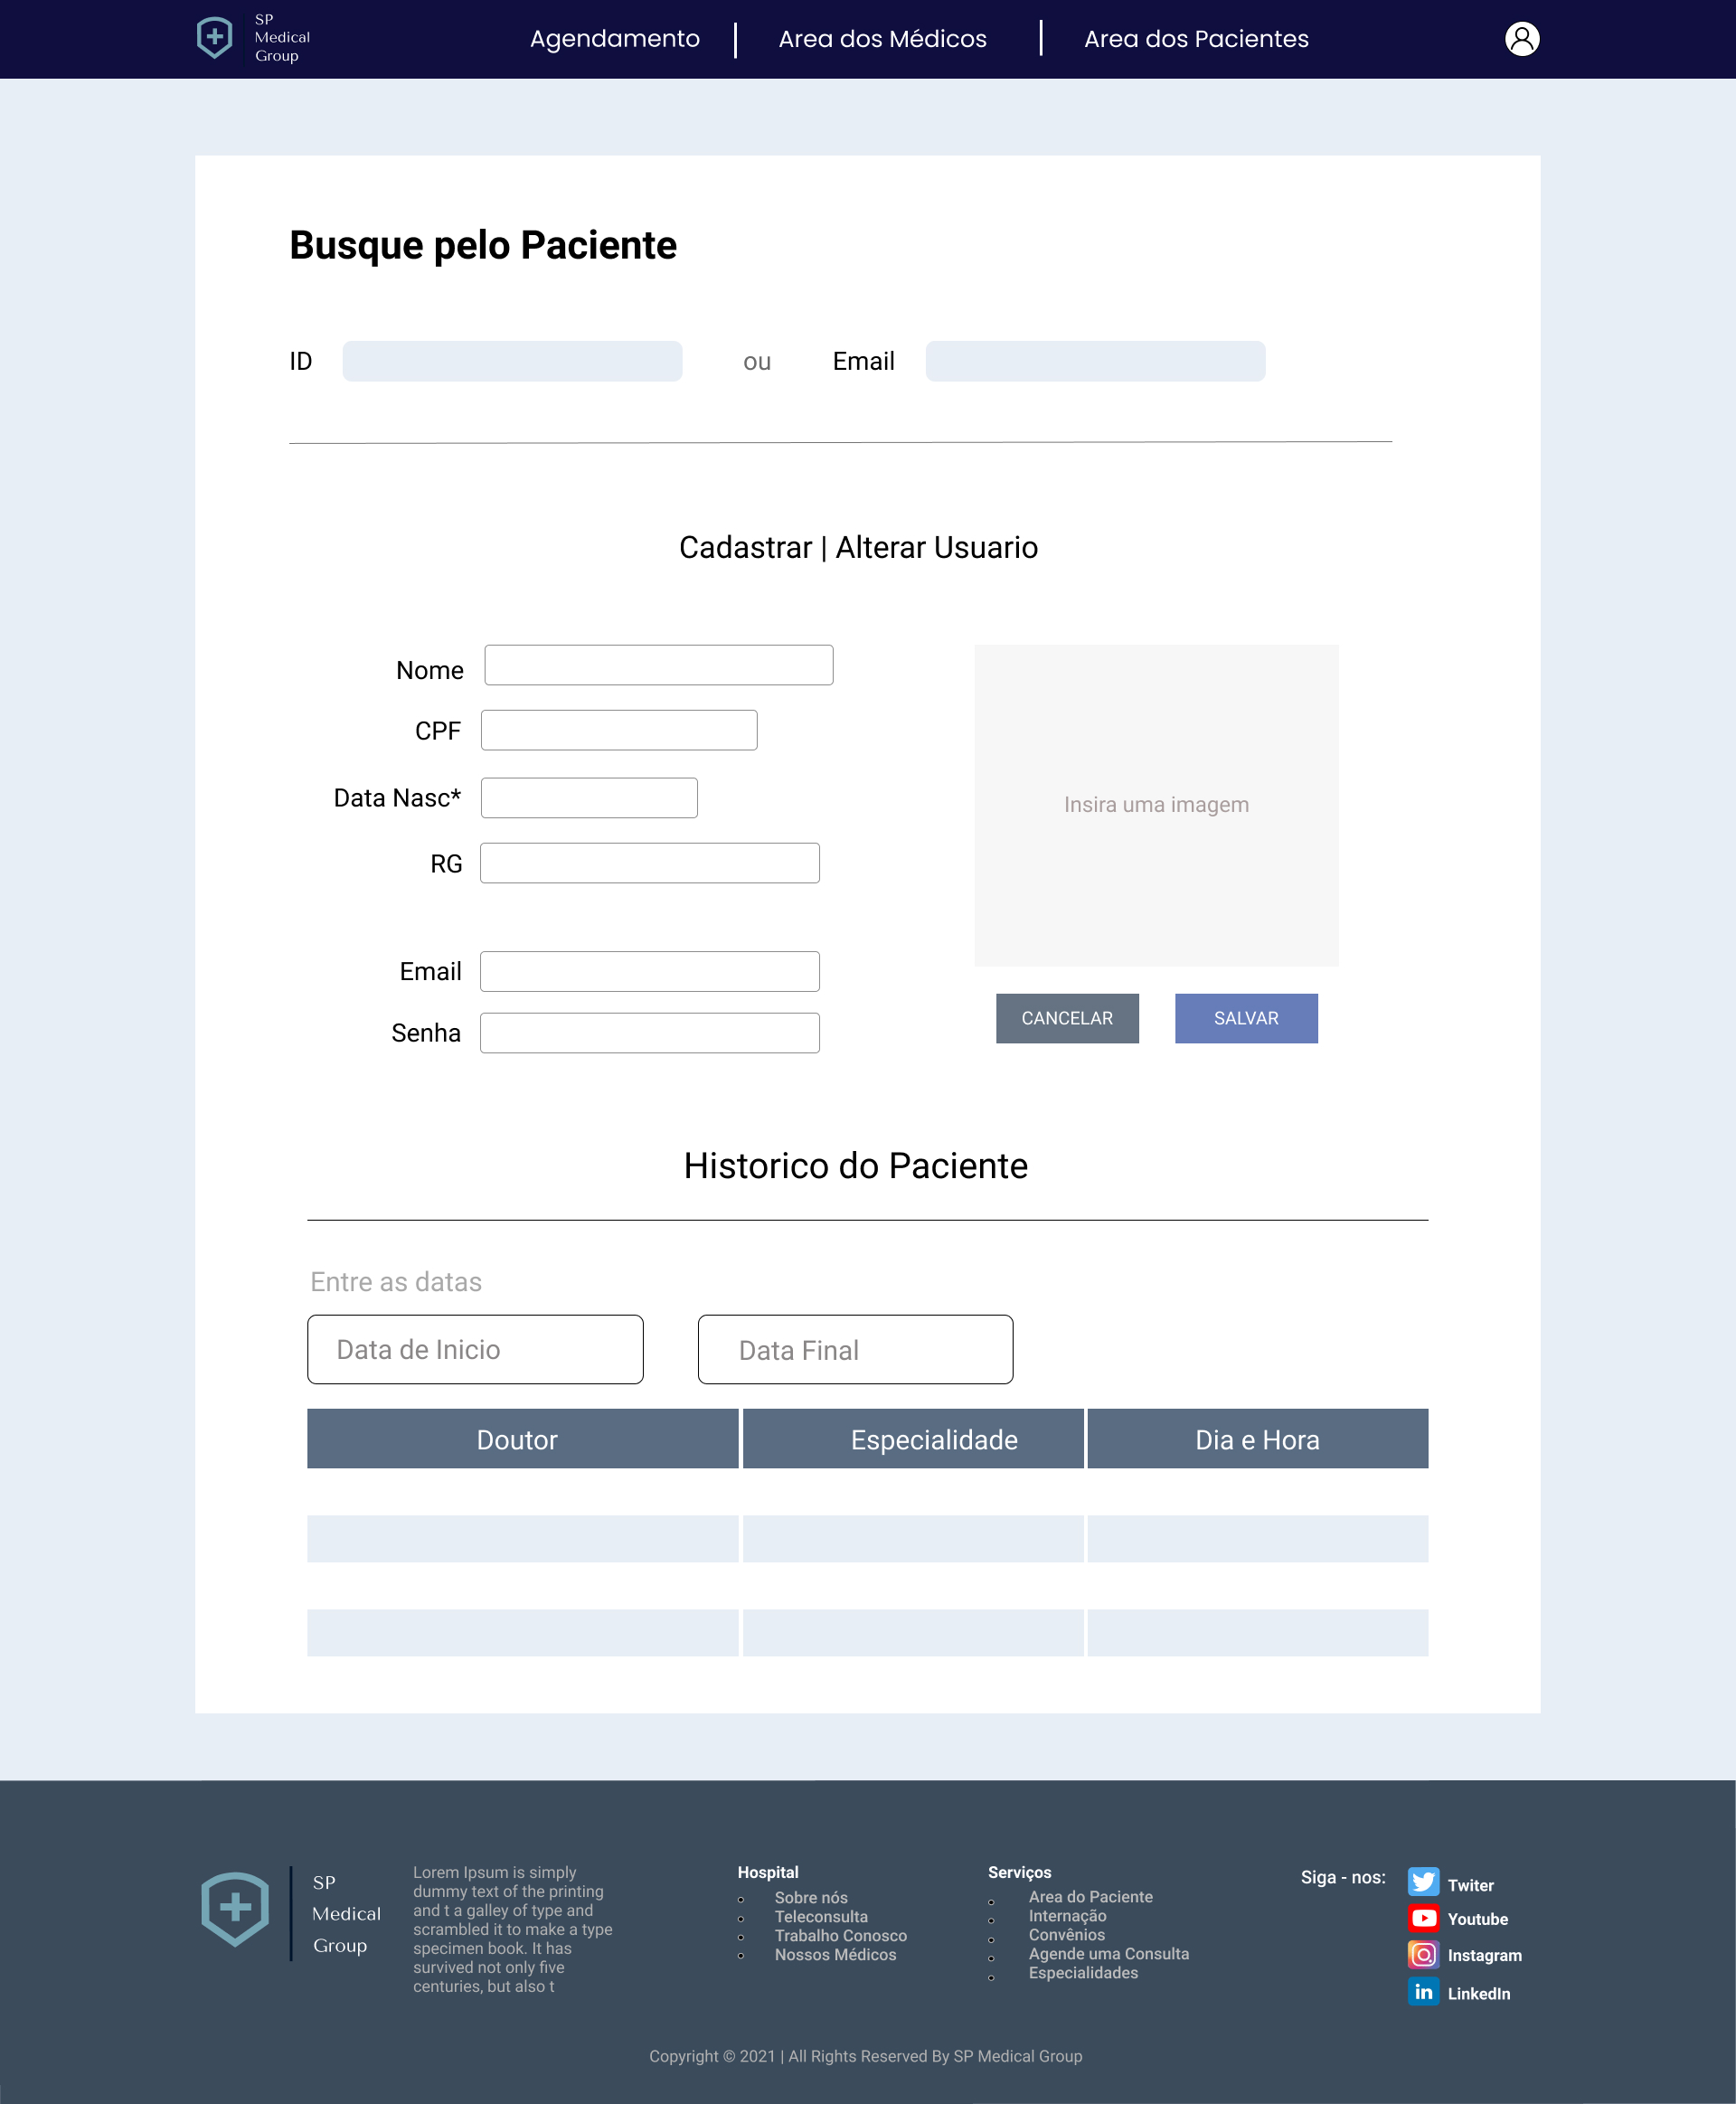 SP
Medical
Group
Agendamento
Area dos Médicos
Area dos Pacientes
Busque pelo Paciente
ID
ou
Email
Cadastrar | Alterar Usuario
Nome
CPF
Data Nasc*
RG
Email
Senha
Insira uma imagem
CANCELAR
SALVAR
Historico do Paciente
Entre as datas
Data de Inicio
Data Final
Doutor
Especialidade
Dia e Hora
SP
Medical
Group
Lorem Ipsum is simply
dummy text of the printing
and t a galley of type and
scrambled it to make a type
specimen book. It has
survived not only five
centuries, but also t
Hospital
Sobre nós
Teleconsulta
Trabalho Conosco
Nossos Médicos
Serviços
Area do Paciente
Internação
Convênios
Agende uma Consulta
Especialidades
Siga - nos:
Twiter
Youtube
Instagram
in LinkedIn
Copyright © 2021 | All Rights Reserved By SP Medical Group